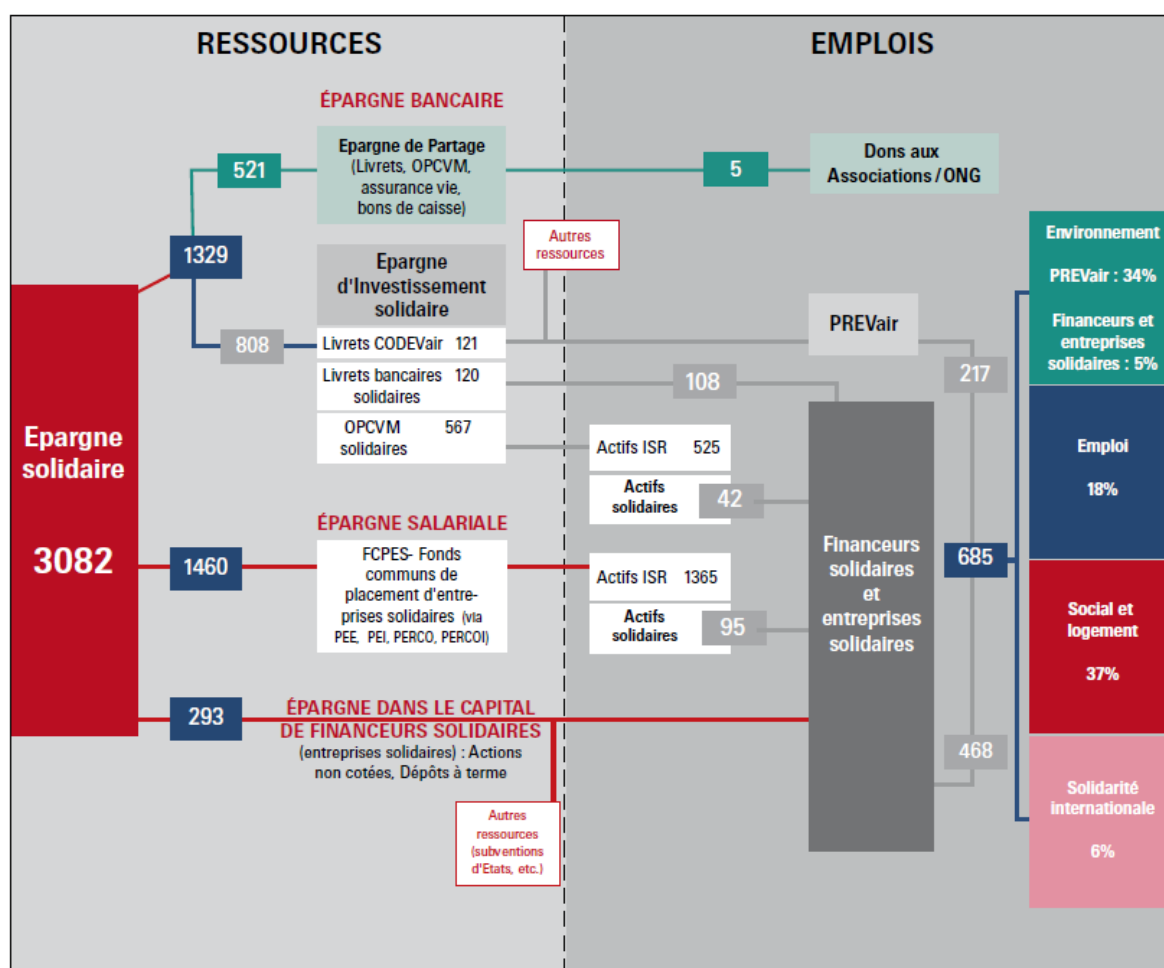 RESSOURCES
EMPLOIS
ÉPARGNE BANCAIRE
521
Epargne de Partage
(Livrets, OPCVM,
assurance vie,
bons de caisse)
5
Dons aux
Associations/ONG
1329
Autres
ressources
Epargne
d'Investissement
solidaire
808
Livrets CODEVair 121
Livrets bancaires 120
solidaires
OPCVM 567
solidaires
PREVair
108
217
Actifs ISR 525
Actifs
solidaires
42
Epargne
solidaire
3082
ÉPARGNE SALARIALE
1460
FCPES- Fonds
communs de
placement d'entre-
prises solidaires (via
PEE, PEI, PERCO, PERCOI)
Actifs ISR 1365
Actifs
solidaires
95
Financeurs
solidaires
et
entreprises
solidaires
685
293
ÉPARGNE DANS LE CAPITAL
DE FINANCEURS SOLIDAIRES
(entreprises solidaires) : Actions
non cotées, Dépôts à terme
468
Autres
ressources
(subventions
d'Etats, etc.)
Environnement
PREVair : 34%
Financeurs et
entreprises
solidaires : 5%
Emploi
18%
Social et
logement
37%
Solidarité
internationale
6%